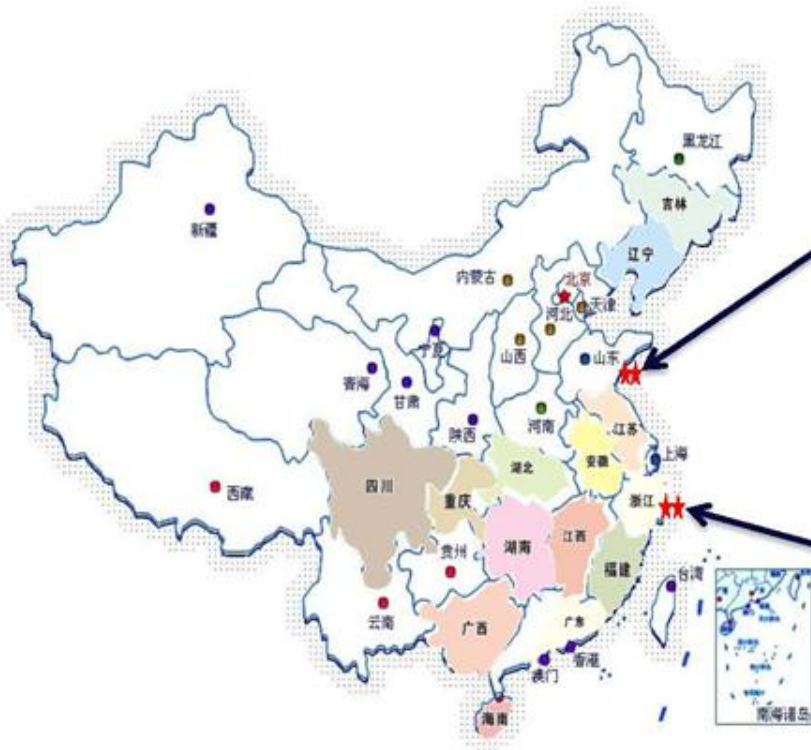 黑龙江
吉林
新疆
辽宁
内蒙古
北京
天津
河北
宁夏
山西
山东
青海
甘肃
陕西
河南
江苏
上海
安徽
湖北
四川
重庆
西藏
浙江
贵州
湖南
江西
福建
台湾
云南
广西
广东
香港
澳门
海南
南海诸岛